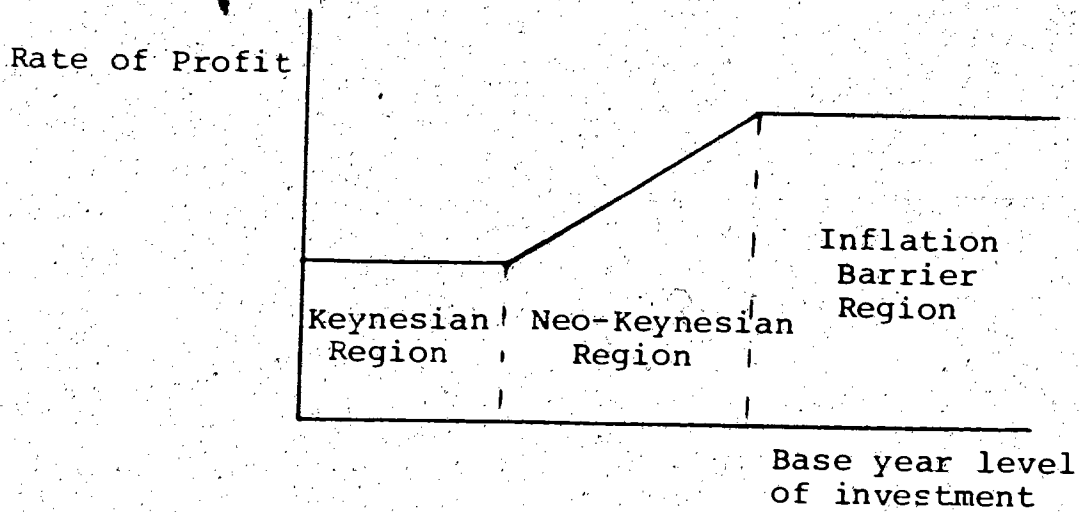 Rate of Profit
Keynesian
Region
Neo-Keynesian
Region
Inflation
Barrier
Region
Base year level
of investment